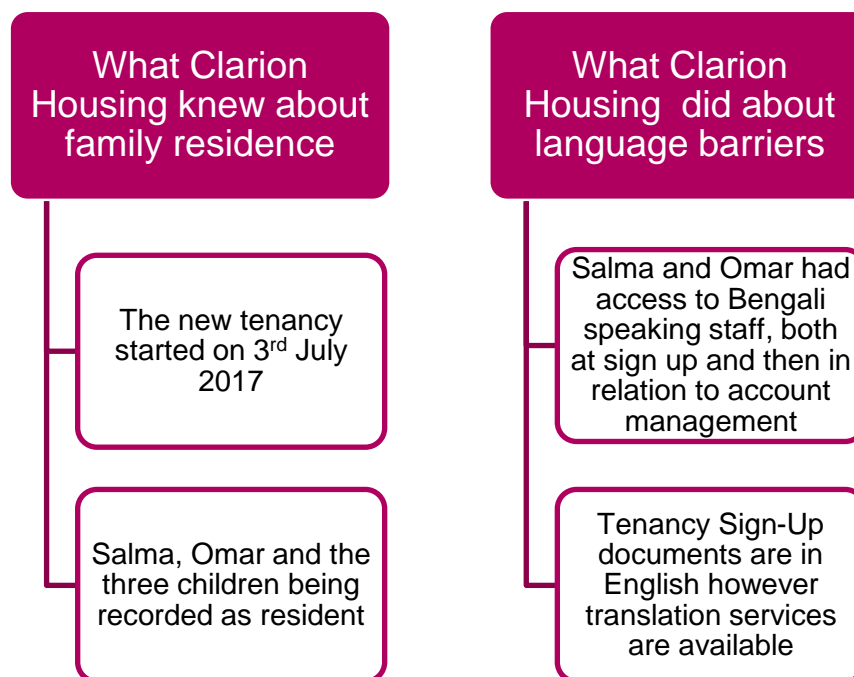 What Clarion
Housing knew about
family residence
The new tenancy
started on 3rd July
2017
Salma, Omar and the
three children being
recorded as resident
What Clarion
Housing did about
language barriers
Salma and Omar had
access to Bengali
speaking staff, both
at sign up and then in
relation to account
management
Tenancy Sign-Up
documents are in
English however
translation services
are available